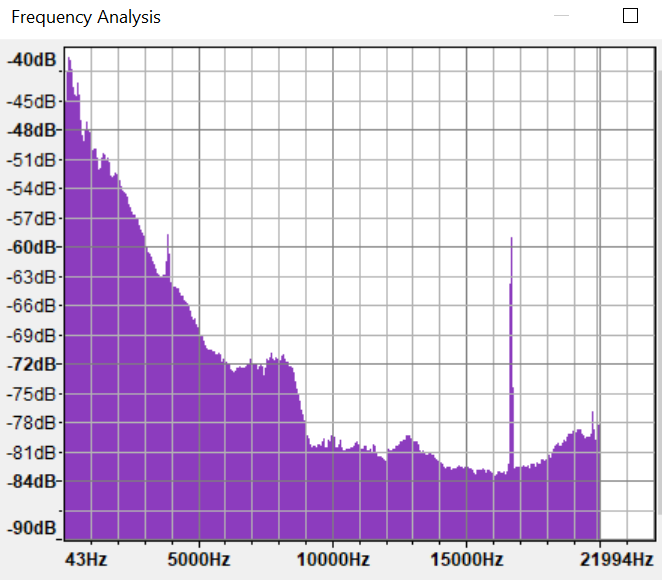 Frequency Analysis
-40dB
-45dB
-48dB
-51dB
-54dB
-57dB
-60dB
-63dB
-66dB
-69dB
-72dB
-75dB
-78dB
-81dB
-84dB
-90dB
43Hz 5000Hz 10000Hz 15000Hz 21994Hz